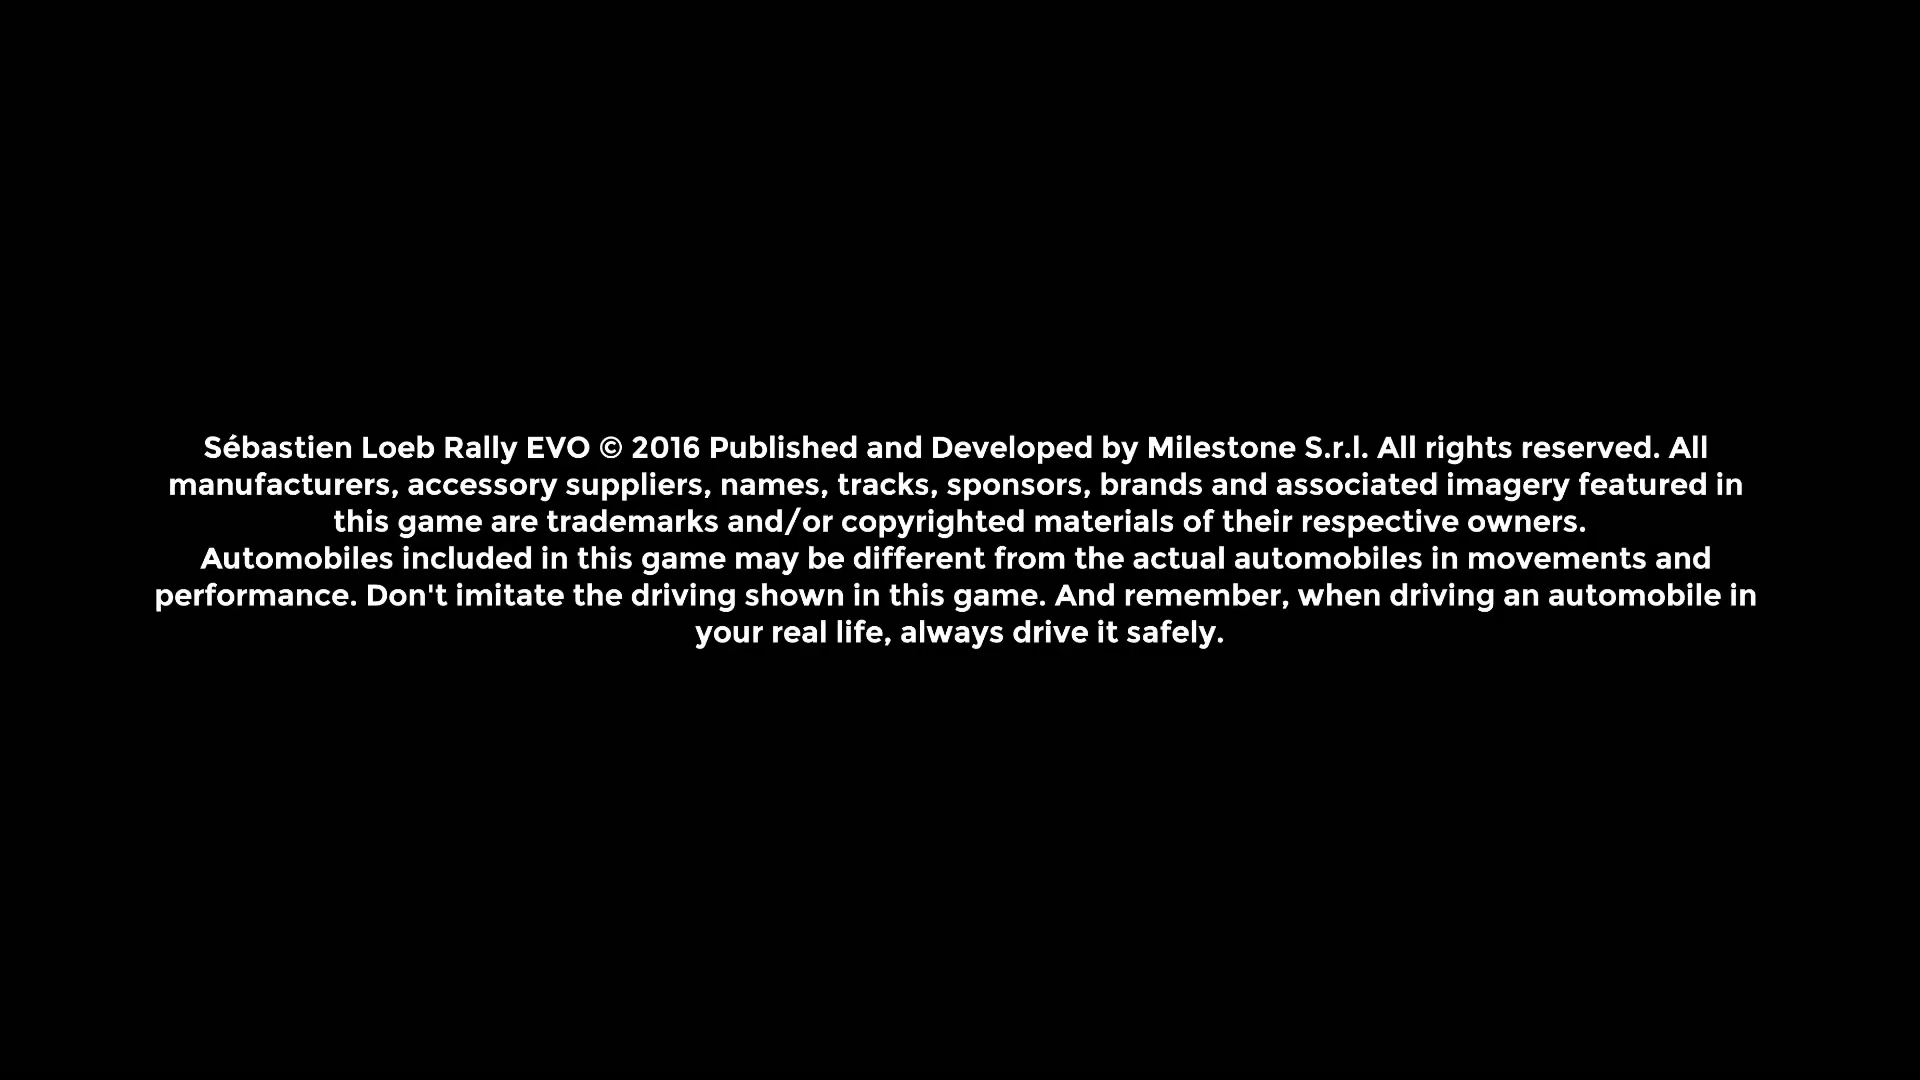 Sébastien Loeb Rally EVO © 2016 Published and Developed by Milestone S.r.l. All rights reserved. All
manufacturers, accessory suppliers, names, tracks, sponsors, brands and associated imagery featured in
this game are trademarks and/or copyrighted materials of their respective owners.
Automobiles included in this game may be different from the actual automobiles in movements and
performance. Don't imitate the driving shown in this game. And remember, when driving an automobile in
your real life, always drive it safely.